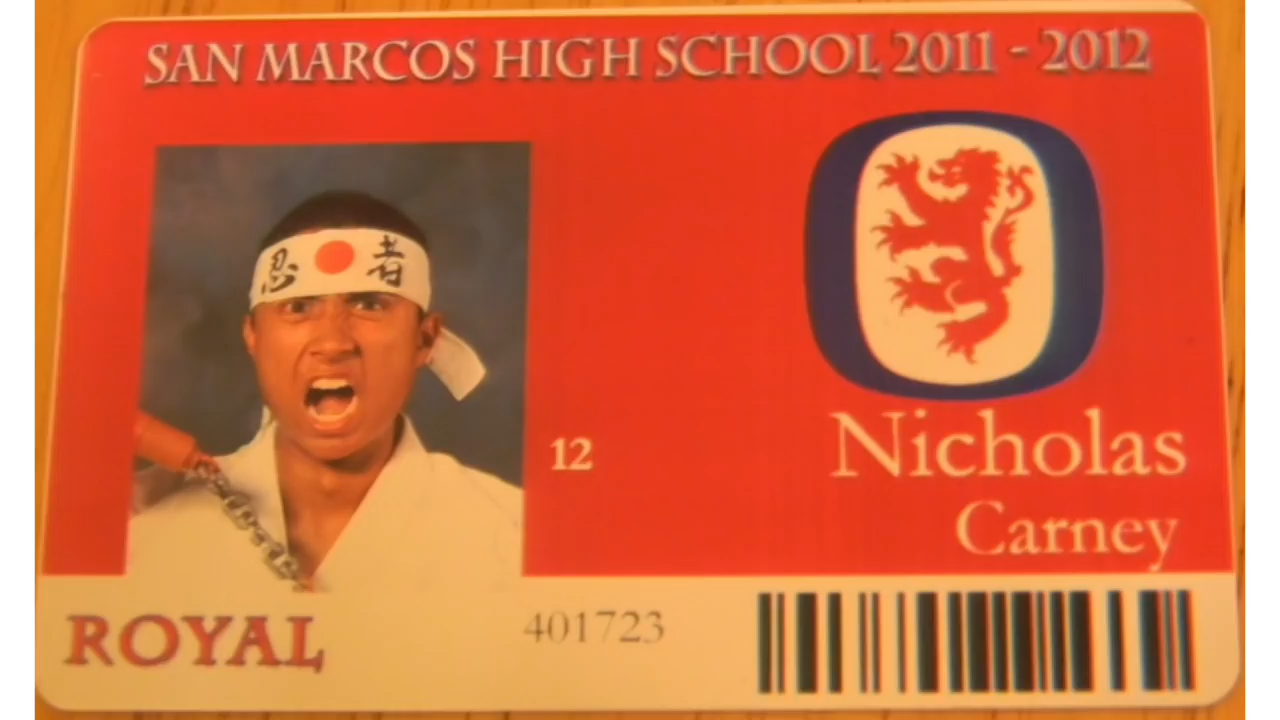 SAN MARCOS HIGH SCHOOL 2011 - 2012
忍 者
12
Nicholas
Carney
ROYAL
401723